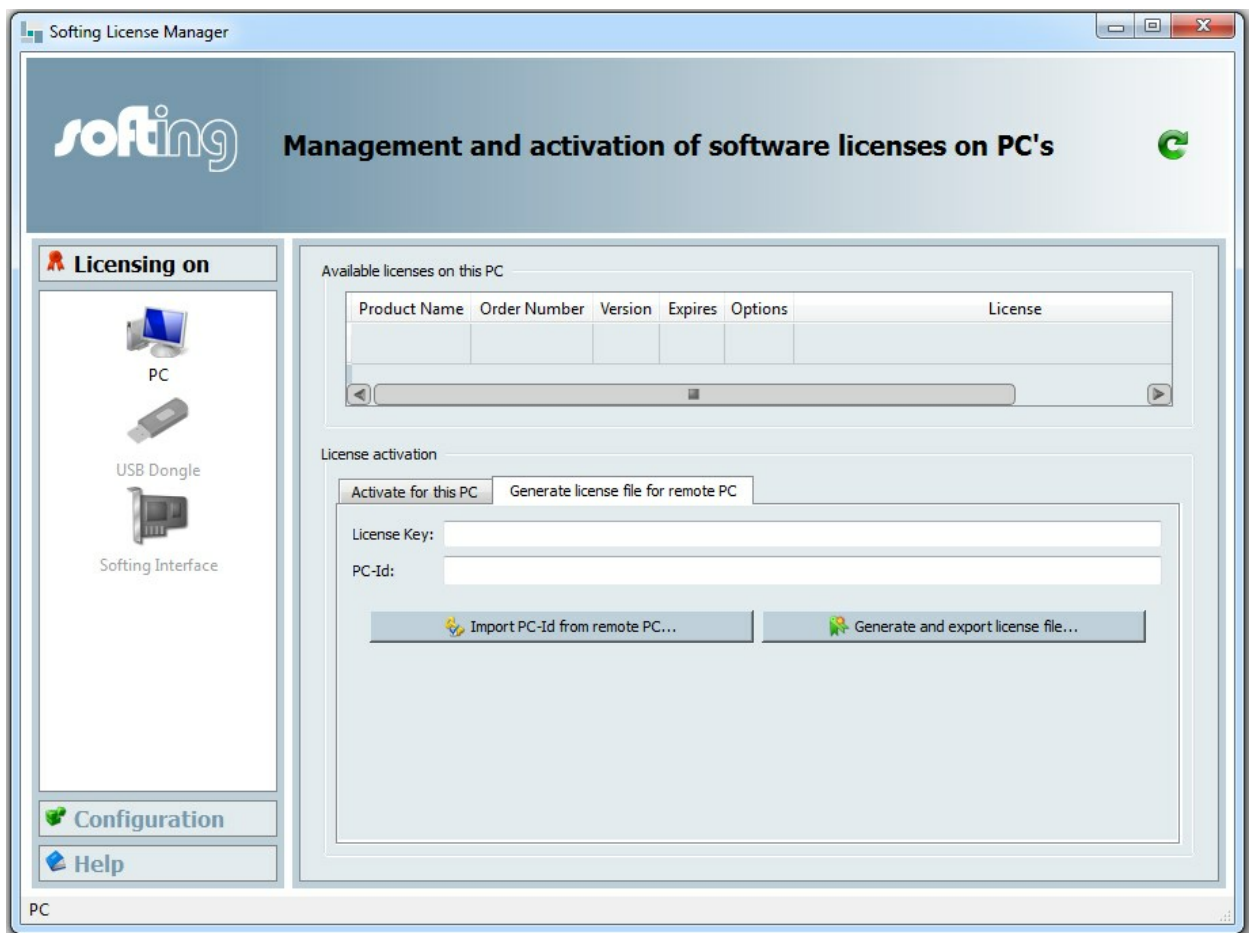 Softing License Manager
softing
Management and activation of software licenses on PC's
Licensing on
PC
USB Dongle
Softing Interface
Configuration
Help
Available licenses on this PC
Product Name Order Number Version Expires Options License
License activation
Activate for this PC Generate license file for remote PC
License Key:
PC-Id:
Import PC-Id from remote PC... Generate and export license file...
PC